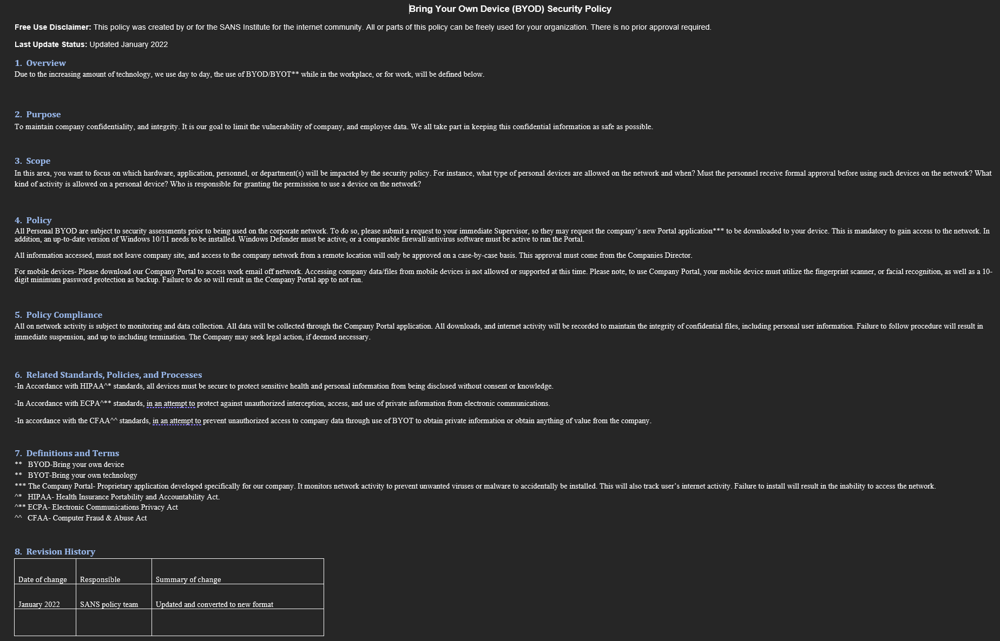 Bring Your Own Device (BYOD) Security Policy
Free Use Disclaimer: This policy was created by or for the SANS Institute for the internet community. All or parts of this policy can be freely used for your organization. There is no prior approval required.
Last Update Status: Updated January 2022
1. Overview
Due to the increasing amount of technology, we use day to day, the use of BYOD/BYOT** while in the workplace, or for work, will be defined below.
2. Purpose
To maintain company confidentiality, and integrity. It is our goal to limit the vulnerability of company, and employee data. We all take part in keeping this confidential information as safe as possible.
3. Scope
In this area, you want to focus on which hardware, application, personnel, or department(s) will be impacted by the security policy. For instance, what type of personal devices are allowed on the network and when? Must the personnel receive formal approval before using such devices on the network? What
kind of activity is allowed on a personal device? Who is responsible for granting the permission to use a device on the network?
4. Policy
All Personal BYOD are subject to security assessments prior to being used on the corporate network. To do so, please submit a request to your immediate Supervisor, so they may request the company’s new Portal application*** to be downloaded to your device. This is mandatory to gain access to the network. In
addition, an up-to-date version of Windows 10/11 needs to be installed. Windows Defender must be active, or a comparable firewall/antivirus software must be active to run the Portal.
All information accessed, must not leave company site, and access to the company network from a remote location will only be approved on a case-by-case basis. This approval must come from the Companies Director.
For mobile devices- Please download our Company Portal to access work email off network. Accessing company data/files from mobile devices is not allowed or supported at this time. Please note, to use Company Portal, your mobile device must utilize the fingerprint scanner, or facial recognition, as well as a 10-
digit minimum password protection as backup. Failure to do so will result in the Company Portal app to not run.
5. Policy Compliance
All on network activity is subject to monitoring and data collection. All data will be collected through the Company Portal application. All downloads, and internet activity will be recorded to maintain the integrity of confidential files, including personal user information. Failure to follow procedure will result in
immediate suspension, and up to including termination. The Company may seek legal action, if deemed necessary.
6. Related Standards, Policies, and Processes
-In Accordance with HIPAA^* standards, all devices must be secure to protect sensitive health and personal information from being disclosed without consent or knowledge.
-In Accordance with ECPA^** standards, in an attempt to protect against unauthorized interception, access, and use of private information from electronic communications.
-In accordance with the CFAA^^ standards, in an attempt to prevent unauthorized access to company data through use of BYOT to obtain private information or obtain anything of value from the company.
7. Definitions and Terms
** BYOD-Bring your own device
** BYOT-Bring your own technology
*** The Company Portal- Proprietary application developed specifically for our company. It monitors network activity to prevent unwanted viruses or malware to accidentally be installed. This will also track user’s internet activity. Failure to install will result in the inability to access the network.
^* HIPAA- Health Insurance Portability and Accountability Act.
^** ECPA- Electronic Communications Privacy Act
^^ CFAA- Computer Fraud & Abuse Act
8. Revision History
Date of change Responsible Summary of change
January 2022 SANS policy team Updated and converted to new format